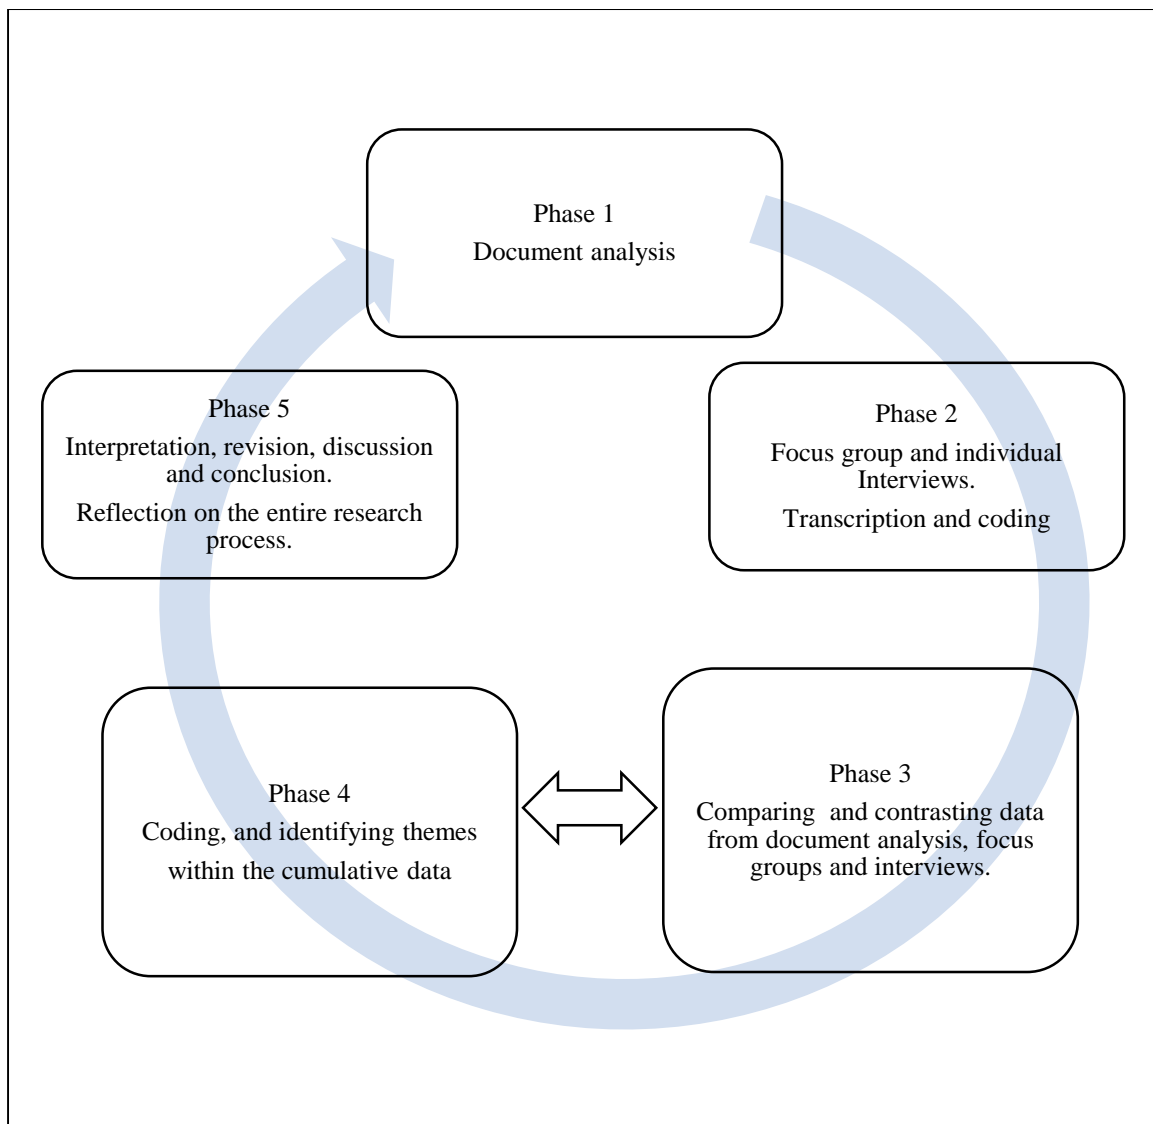 Phase 1
Document analysis
Phase 2
Focus group and individual
Interviews.
Transcription and coding
Phase 3
Comparing  and contrasting data
from document analysis, focus
groups and interviews.
Phase 4
Coding, and identifying themes
within the cumulative data
Phase 5
Interpretation, revision, discussion
and conclusion.
Reflection on the entire research
process.